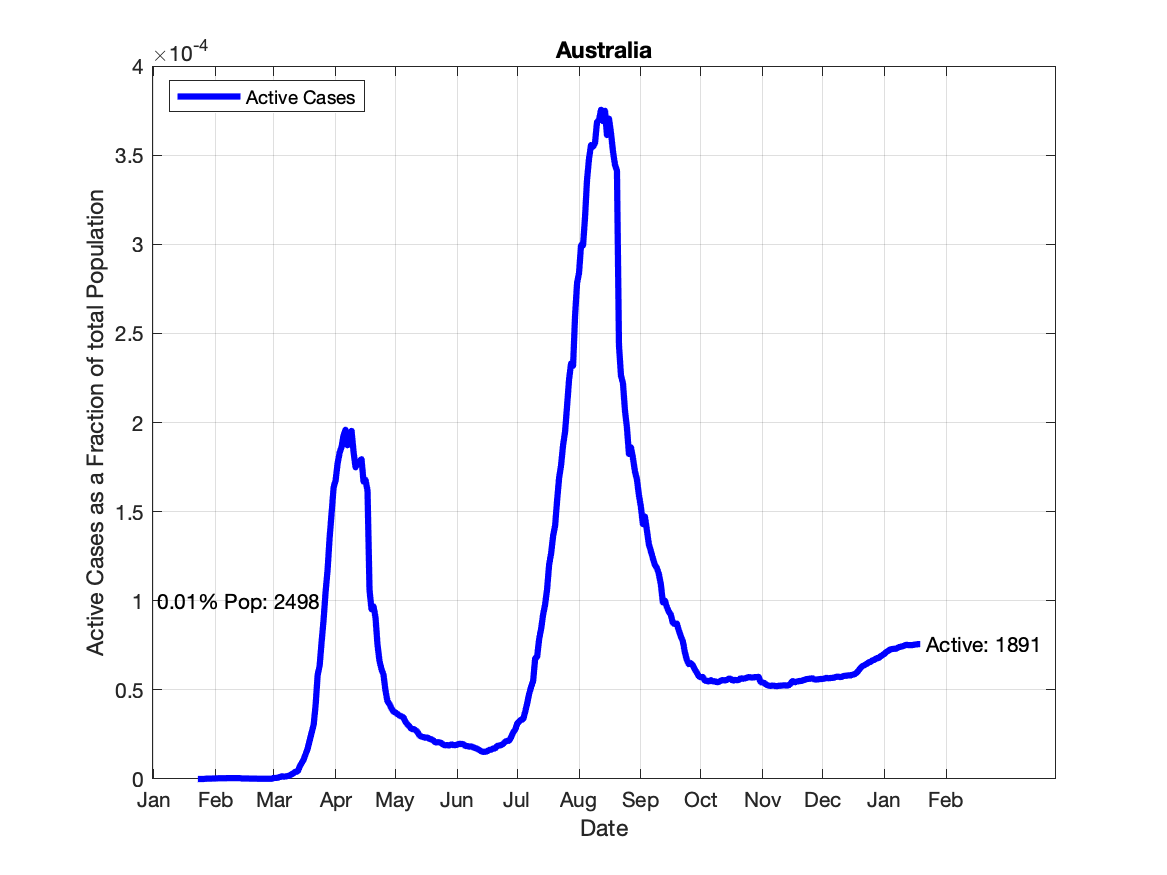 Australia
×10-4
Active Cases
4
3.5
3
2.5
2
1.5
1
0.5
0
Active Cases as a Fraction of total Population
0.01% Pop: 2498
Active: 1891
Jan Feb Mar Apr May Jun Jul Aug Sep Oct Nov Dec Jan Feb
Date